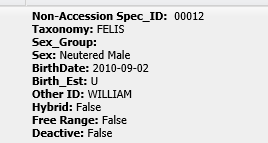 Non-Accession Spec_ID: 00012
Taxonomy: FELIS
Sex_Group:
Sex: Neutered Male
BirthDate: 2010-09-02
Birth_Est: U
Other ID: WILLIAM
Hybrid: False
Free Range: False
Deactive: False